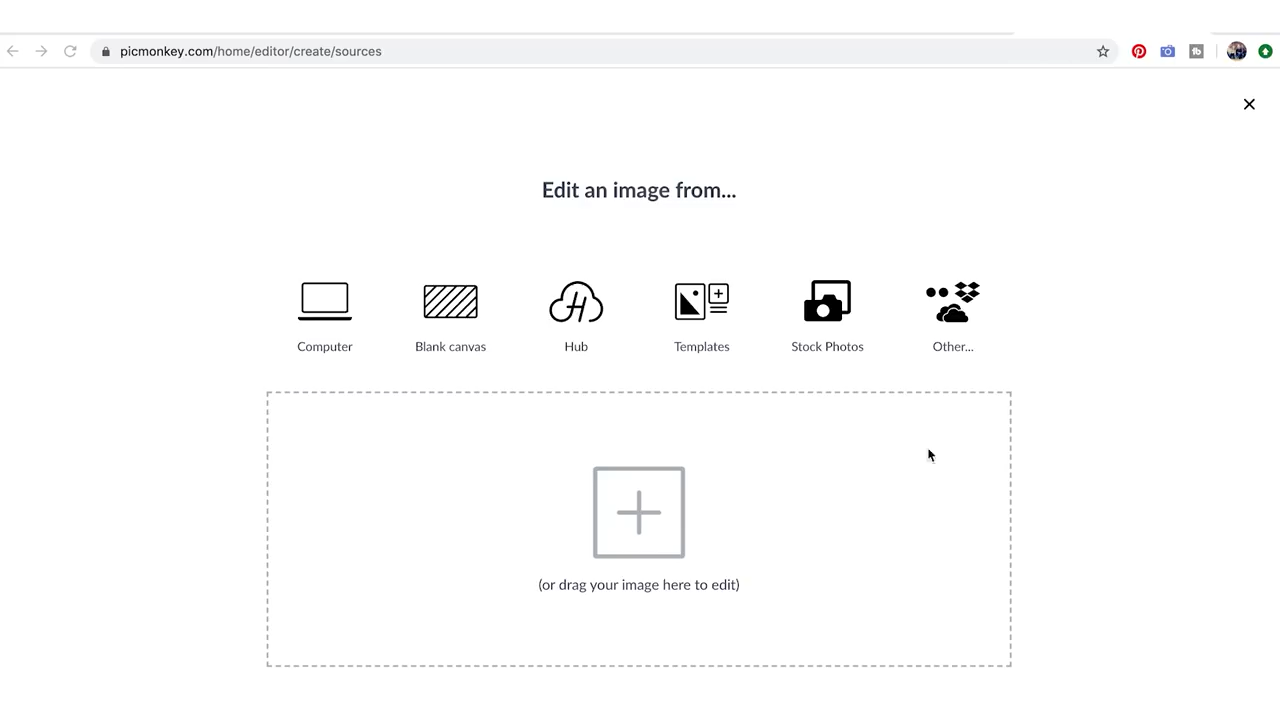 picmonkey.com/home/editor/create/sources
Edit an image from...
Computer
Blank canvas
Hub
Templates
Stock Photos
Other...
(or drag your image here to edit)